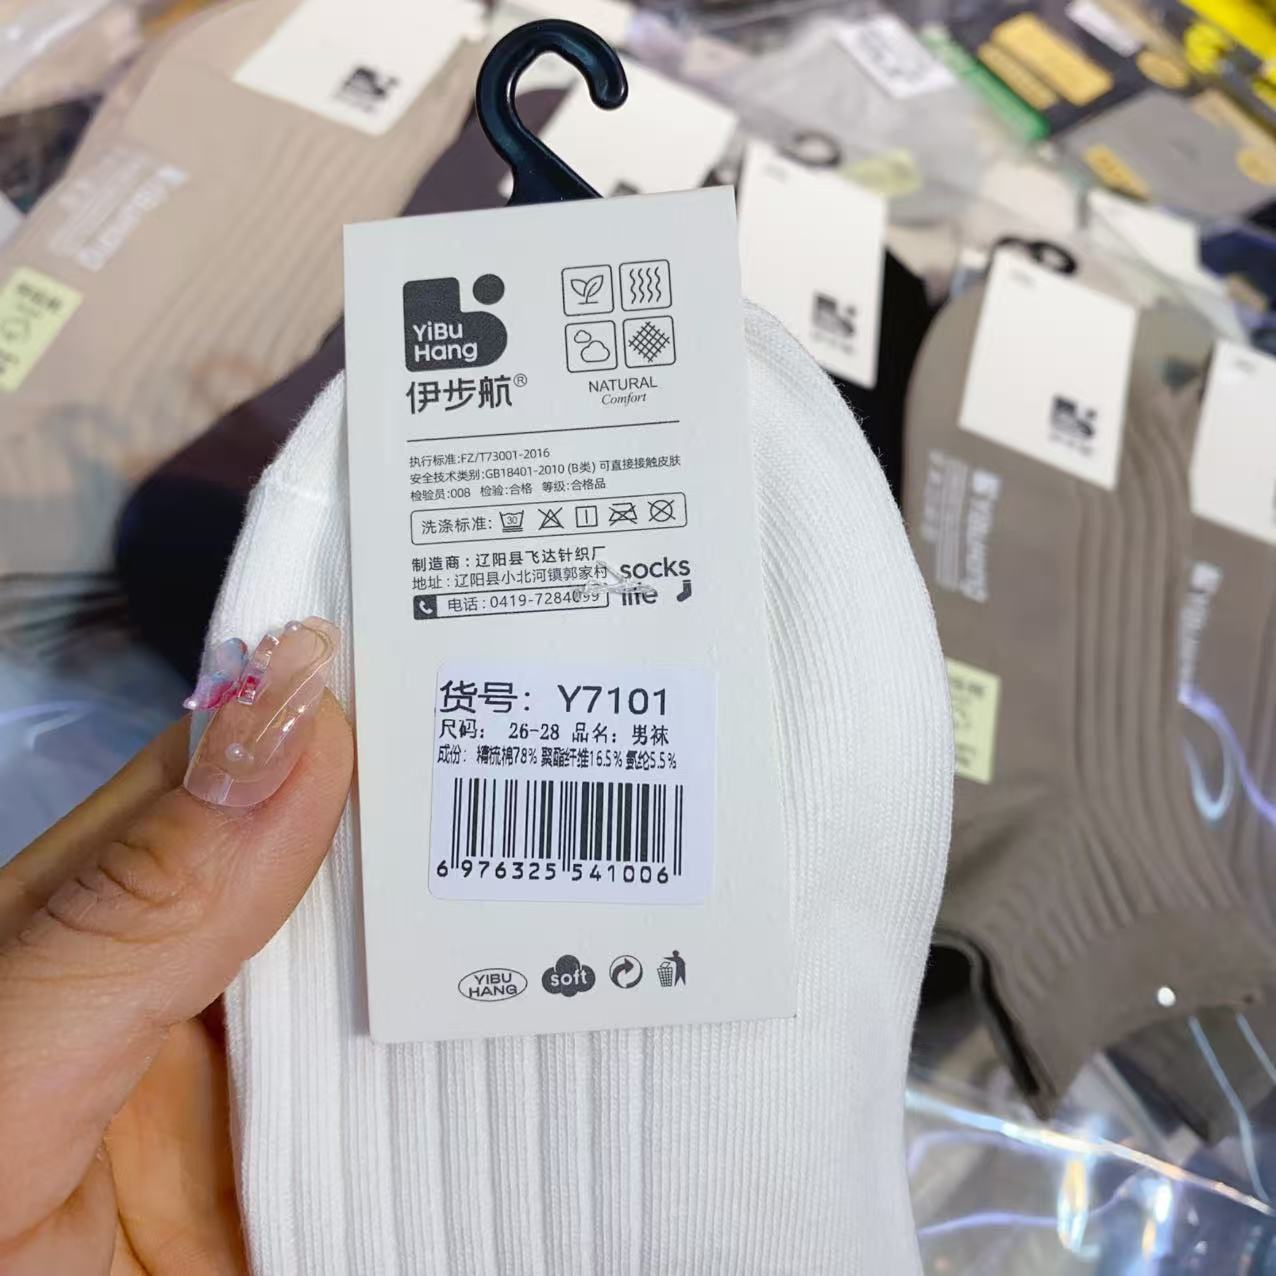 YiBu
Hang
伊步航®
NATURAL
Comfort
执行标准:FZ/T73001-2016
安全技术类别:GB18401-2010 (B类) 可直接接触皮肤
检验员:008 检验:合格 等级:合格品
洗涤标准: 30
制造商：辽阳县飞达针织厂
地址：辽阳县小北河镇郭家村
电话：0419-7284099
socks
life
货号: Y7101
尺码: 26-28 品名: 男袜
成份: 精梳棉78% 聚酯纤维16.5% 氨纶5.5%
6 976325 541006
YIBU
HANG
soft